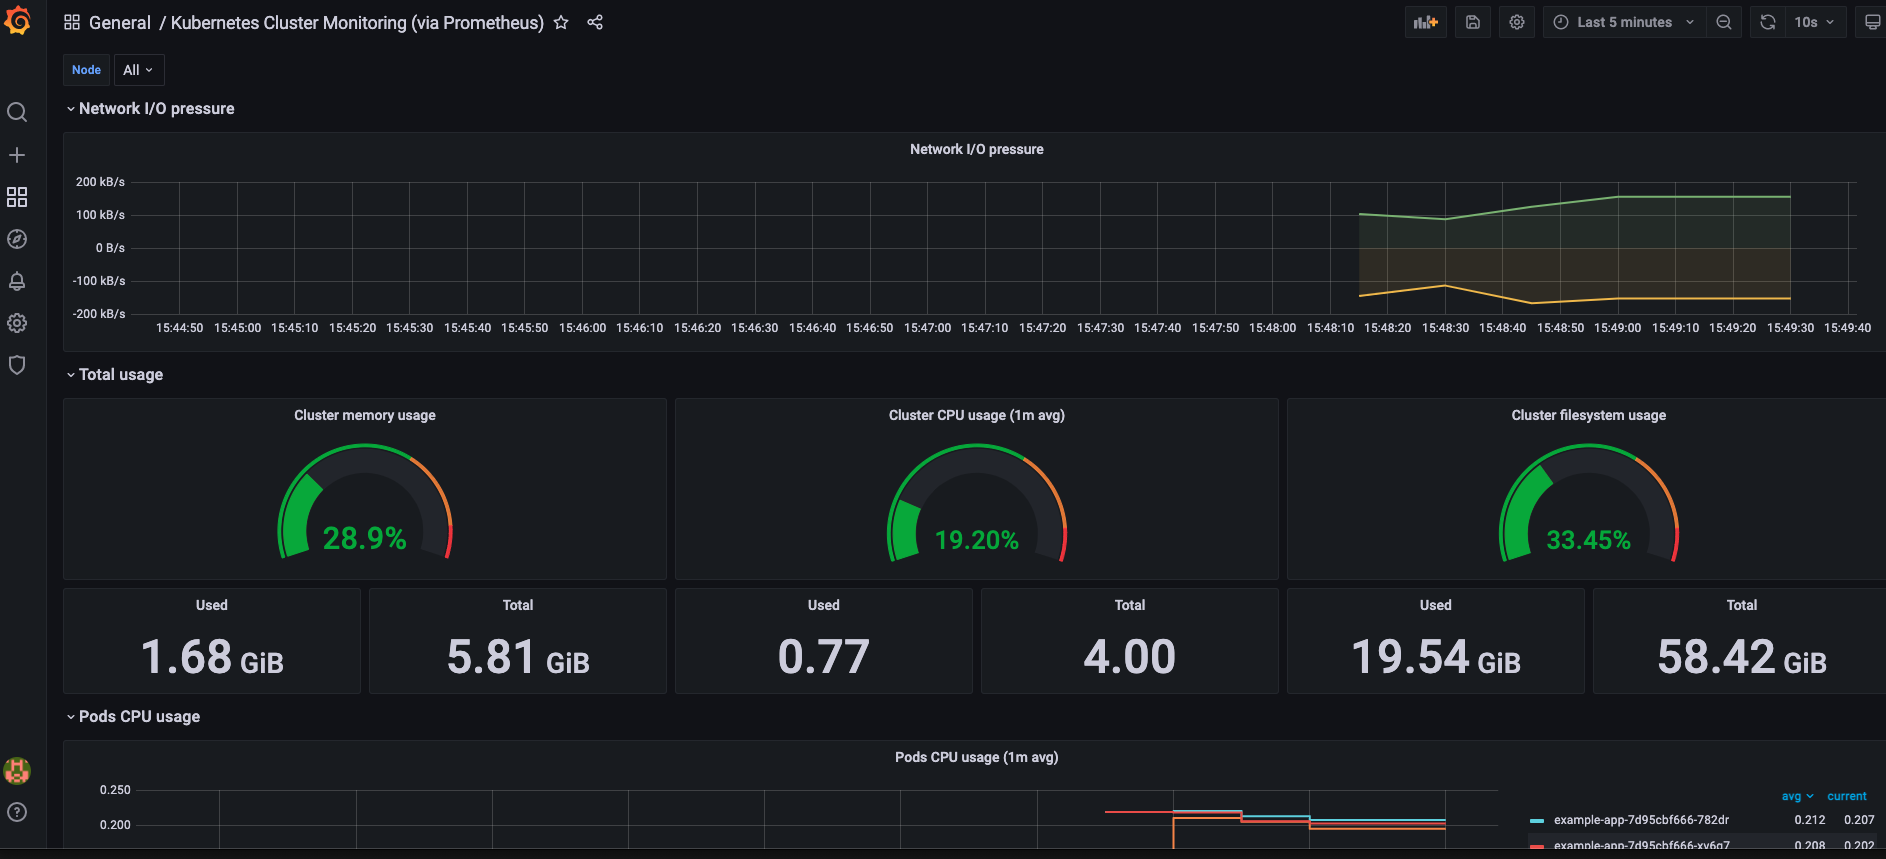 General / Kubernetes Cluster Monitoring (via Prometheus)
Last 5 minutes
10s
Node
All
Network I/O pressure
Network I/O pressure
200 kB/s
100 kB/s
0 B/s
-100 kB/s
-200 kB/s
15:44:50 15:45:00 15:45:10 15:45:20 15:45:30 15:45:40 15:45:50 15:46:00 15:46:10 15:46:20 15:46:30 15:46:40 15:46:50 15:47:00 15:47:10 15:47:20 15:47:30 15:47:40 15:47:50 15:48:00 15:48:10 15:48:20 15:48:30 15:48:40 15:48:50 15:49:00 15:49:10 15:49:20 15:49:30 15:49:40
Total usage
Cluster memory usage
28.9%
Cluster CPU usage (1m avg)
19.20%
Cluster filesystem usage
33.45%
Used
1.68 GiB
Total
5.81 GiB
Used
0.77
Total
4.00
Used
19.54 GiB
Total
58.42 GiB
Pods CPU usage
Pods CPU usage (1m avg)
0.250
0.200
avg current
example-app-7d95cbf666-782dr 0.212 0.207
0.208 0.202